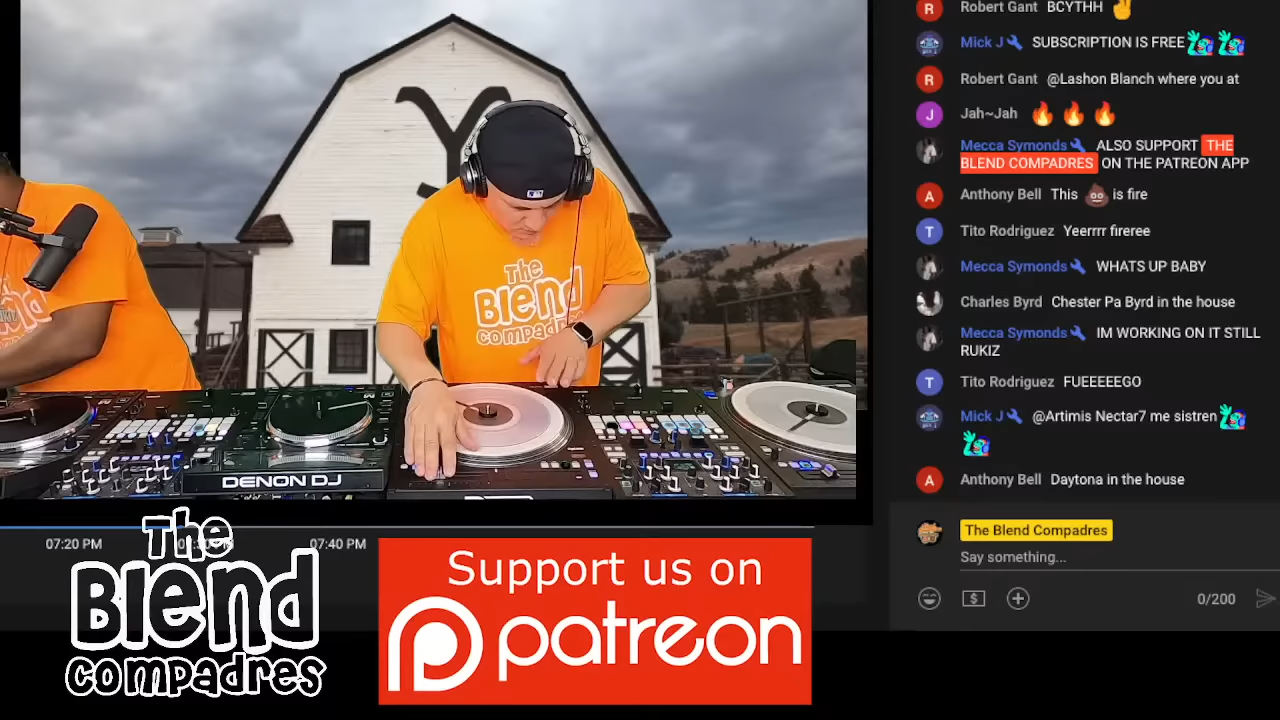 Robert Gant BCYTHH
Mick J SUBSCRIPTION IS FREE
Robert Gant @Lashon Blanch where you at
J Jah~Jah
Mecca Symonds ALSO SUPPORT THE
BLEND COMPADRES ON THE PATREON APP
A Anthony Bell This is fire
T Tito Rodriguez Yeerrrr fireree
Mecca Symonds WHATS UP BABY
Charles Byrd Chester Pa Byrd in the house
Mecca Symonds IM WORKING ON IT STILL
RUKIZ
T Tito Rodriguez FUEEEEEGO
Mick J @Artimis Nectar7 me sistren
A Anthony Bell Daytona in the house
The Blend Compadres
Say something...
0/200
The
Blend
compadres
DENON DJ
07:20 PM
07:40 PM
The
Blend
compadres
Support us on
patreon